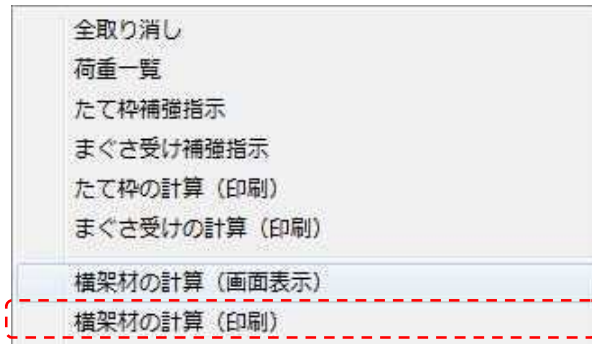 全取り消し
荷重一覧
たて枠補強指示
まぐさ受け補強指示
たて枠の計算（印刷）
まぐさ受けの計算（印刷）
横架材の計算（画面表示）
横架材の計算（印刷）